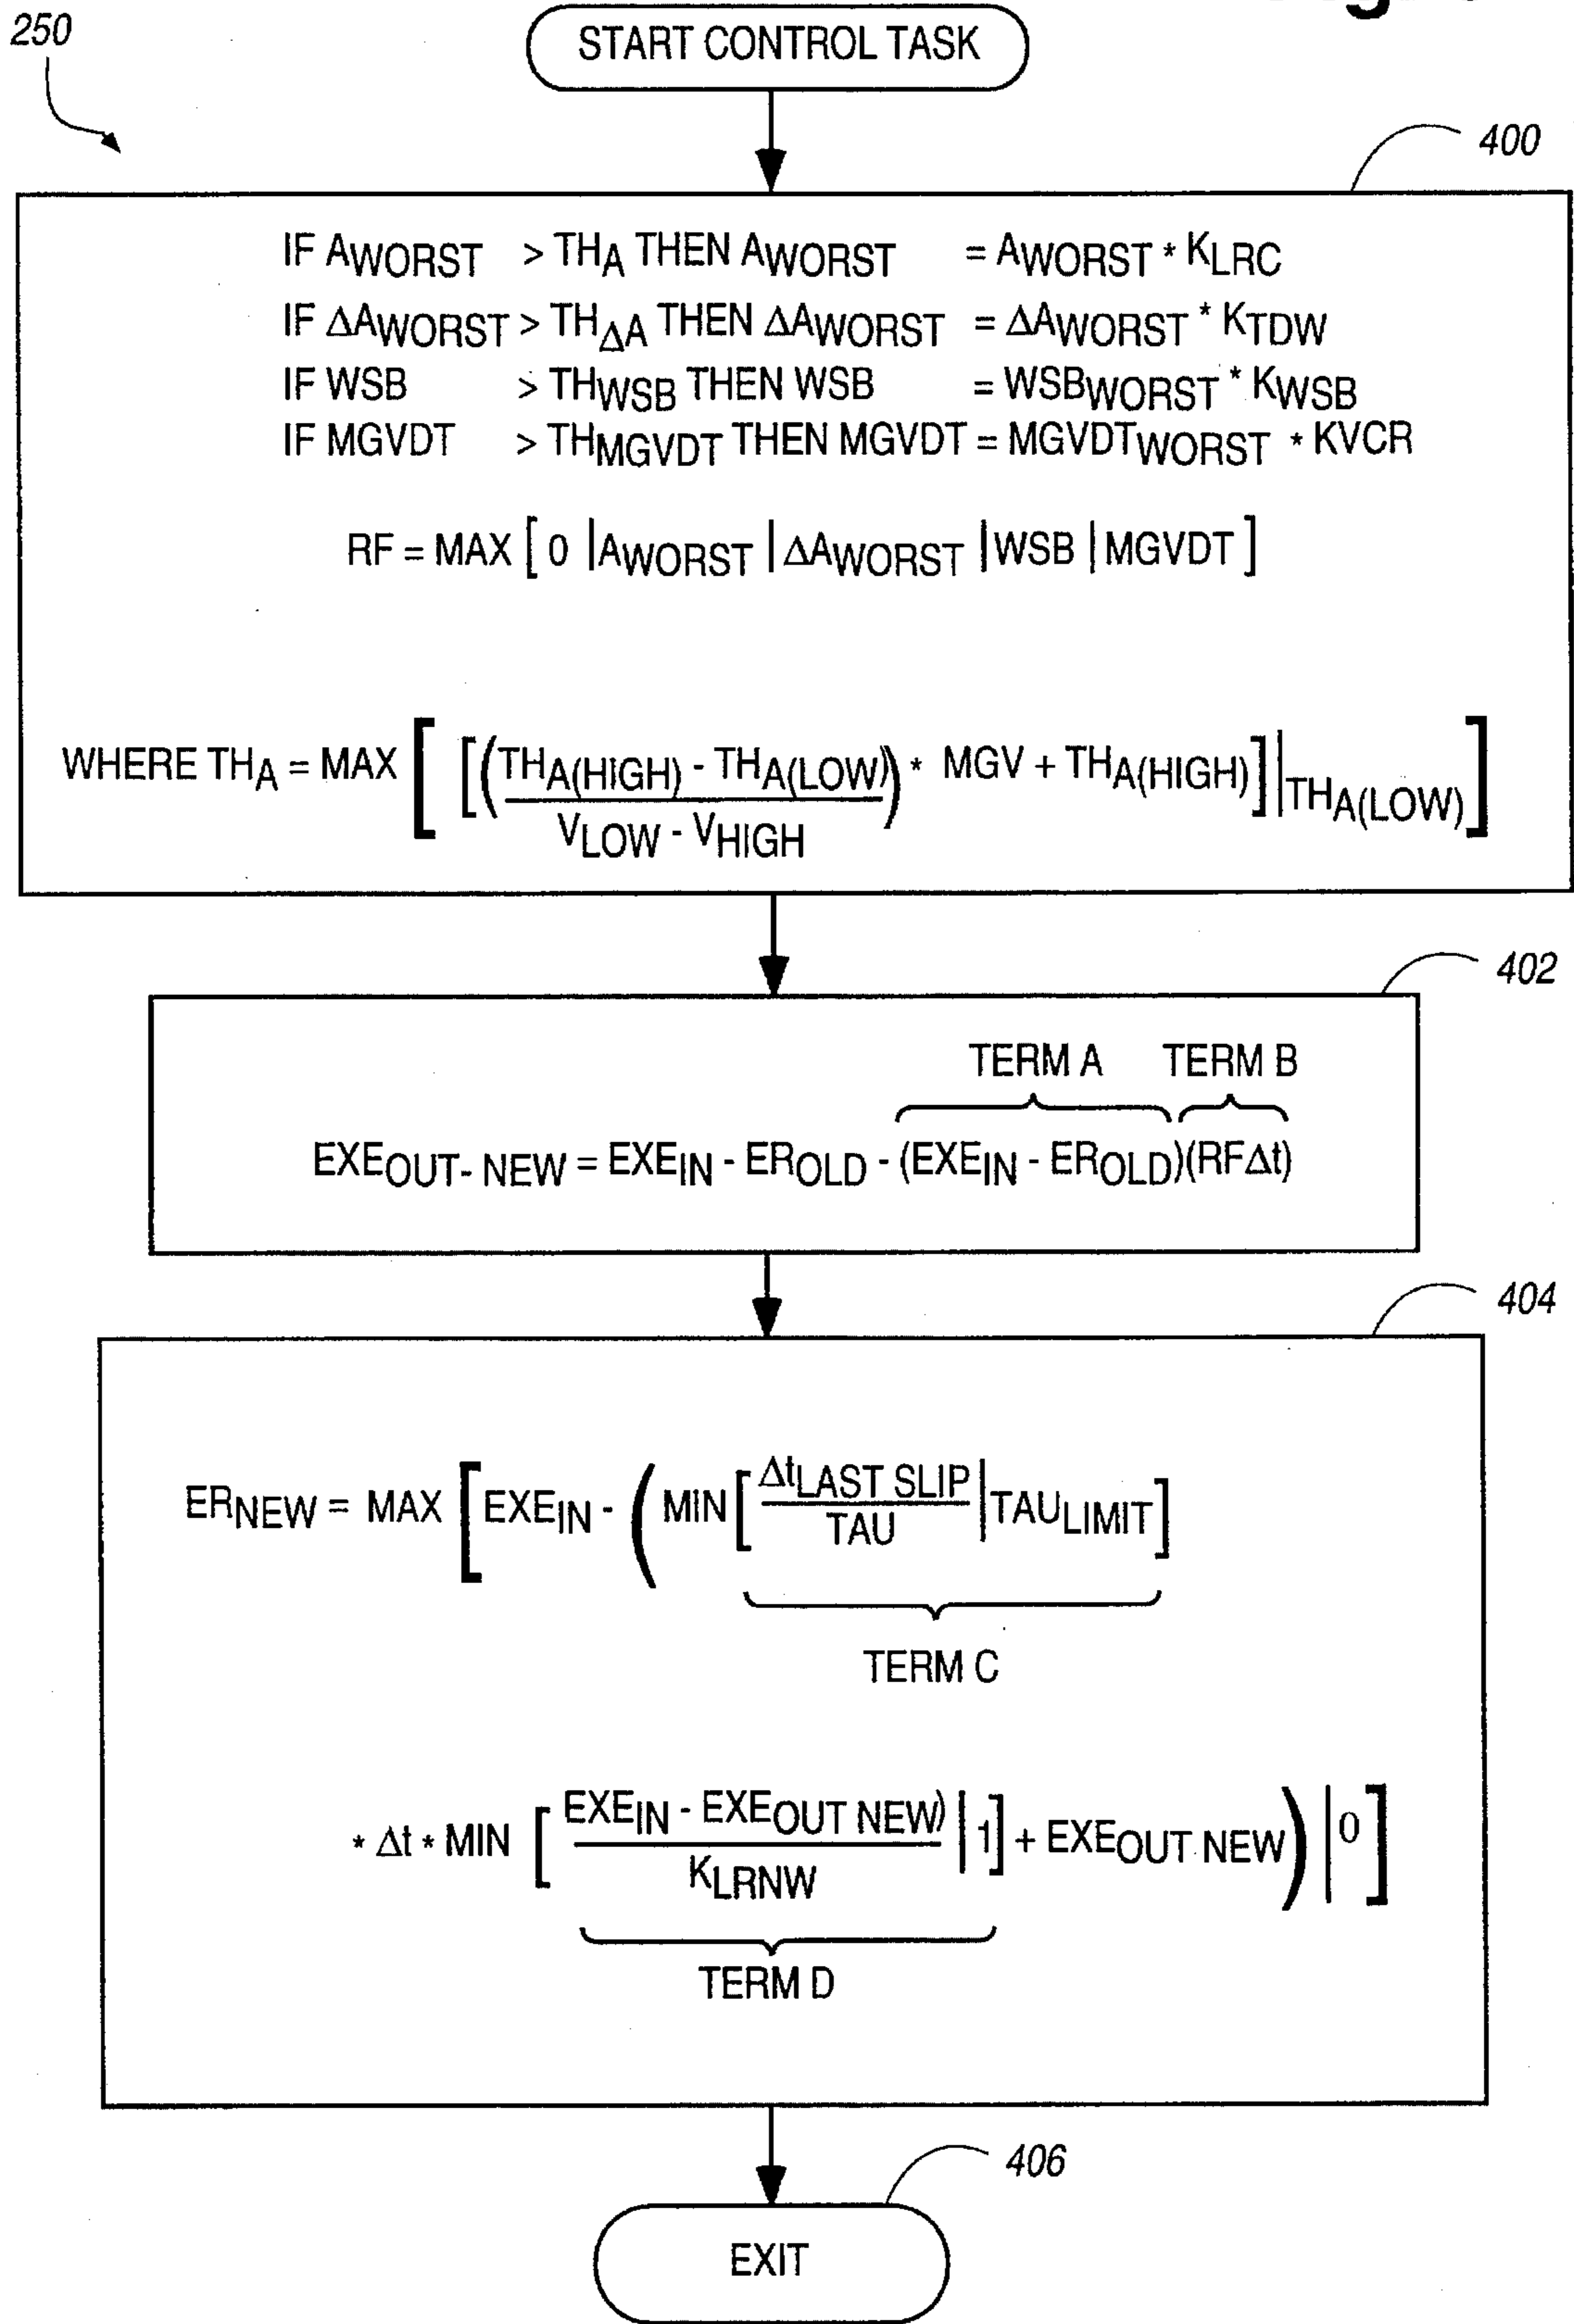 250
START CONTROL TASK
400
IF AWORST > THA THEN AWORST = AWORST * KLRC
IF ΔAWORST > THΔA THEN ΔAWORST = ΔAWORST * KTDW
IF WSB > THWSB THEN WSB = WSBWORST * KWSB
IF MGVDT > THMGVDT THEN MGVDT = MGVDTWORST * KVCR
RF = MAX [ 0 | AWORST | ΔAWORST | WSB | MGVDT ]
WHERE THA = MAX [ [ ( THA(HIGH) - THA(LOW) ) * MGV + THA(HIGH) ] | THA(LOW) ]
VLOW - VHIGH
402
TERM A TERM B
EXEOUT- NEW = EXEIN - EROLD - (EXEIN - EROLD)(RFΔt)
404
ERNEW = MAX [ EXEIN - ( MIN [ ΔtLAST SLIP | TAULIMIT ]
TAU
TERM C
* Δt * MIN [ EXEIN - EXEOUT NEW) | 1 ] + EXEOUT NEW ) | 0 ]
KLRNW
TERM D
406
EXIT